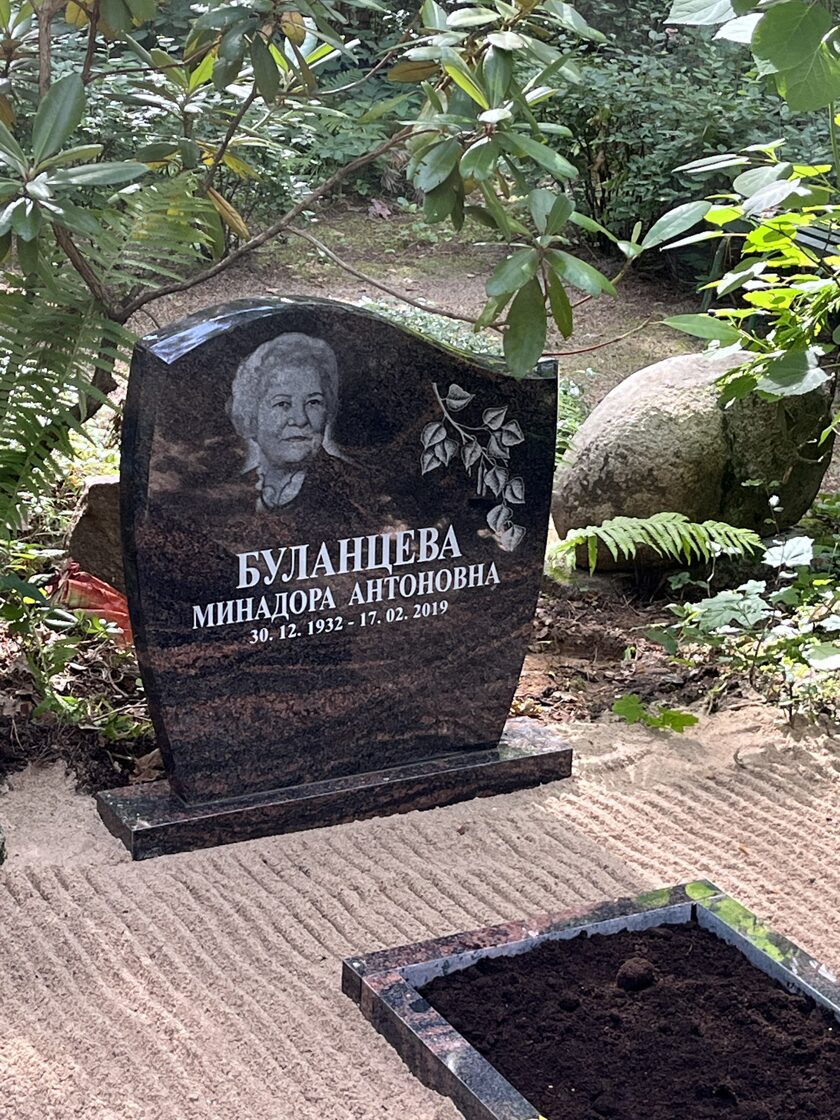 БУЛАНЦЕВА
МИНАДОРА АНТОНОВНА
30. 12. 1932 - 17. 02. 2019